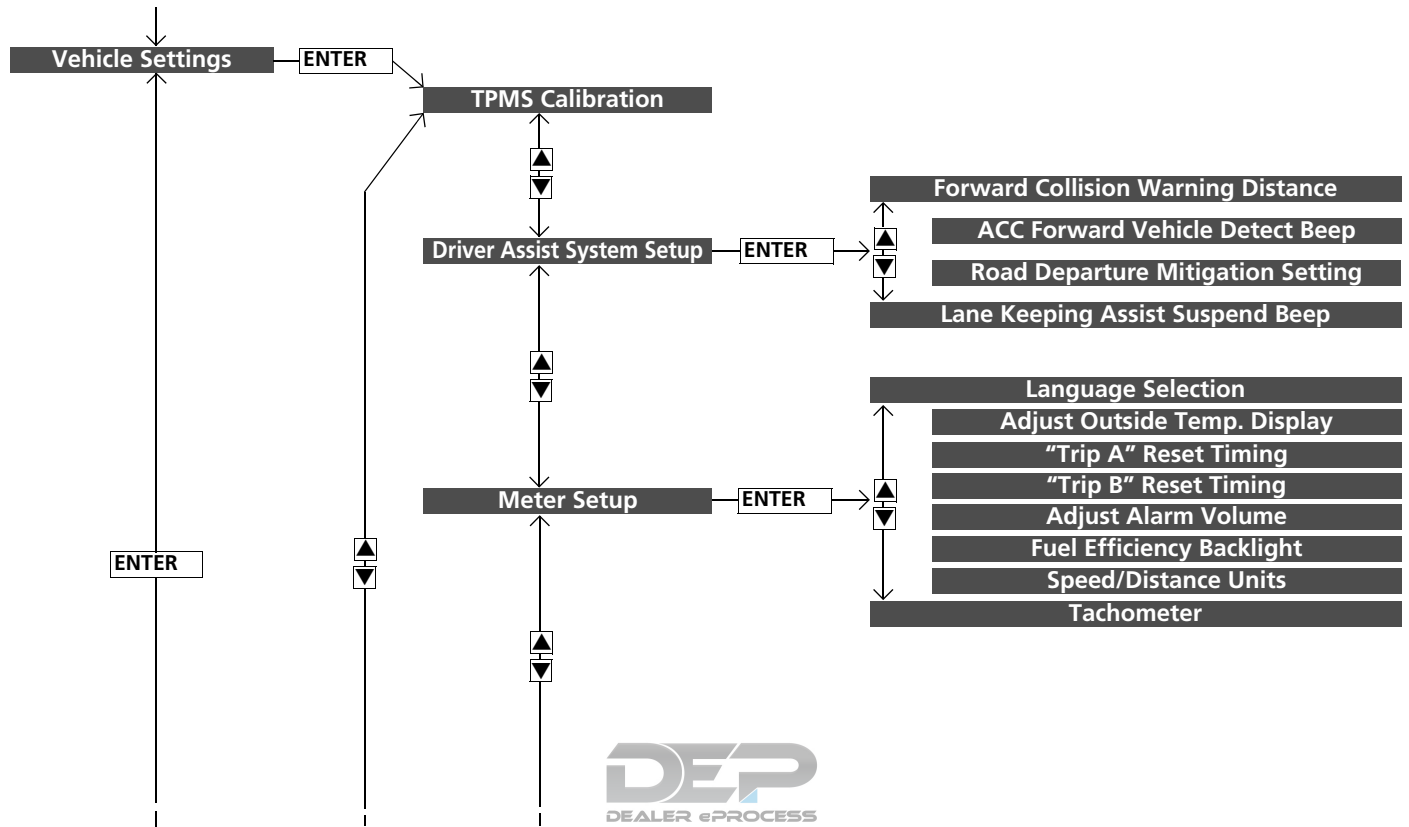 Vehicle Settings
ENTER
TPMS Calibration
Driver Assist System Setup
ENTER
Forward Collision Warning Distance
ACC Forward Vehicle Detect Beep
Road Departure Mitigation Setting
Lane Keeping Assist Suspend Beep
Meter Setup
ENTER
Language Selection
Adjust Outside Temp. Display
“Trip A” Reset Timing
“Trip B” Reset Timing
Adjust Alarm Volume
Fuel Efficiency Backlight
Speed/Distance Units
Tachometer
ENTER
DEP
DEALER ePROCESS